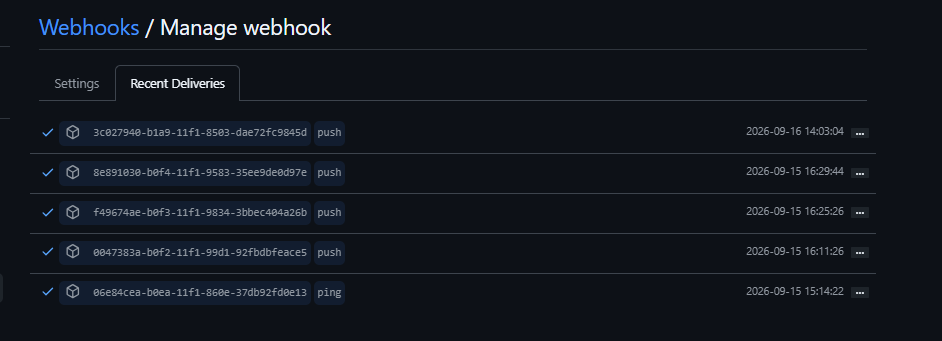 Webhooks / Manage webhook
Settings Recent Deliveries
3c027940-b1a9-11f1-8503-dae72fc9845d push 2026-09-16 14:03:04
8e891030-b0f4-11f1-9583-35ee9de0d97e push 2026-09-15 16:29:44
f49674ae-b0f3-11f1-9834-3bbec404a26b push 2026-09-15 16:25:26
0047383a-b0f2-11f1-99d1-92fbdbfeace5 push 2026-09-15 16:11:26
06e84cea-b0ea-11f1-860e-37db92fd0e13 ping 2026-09-15 15:14:22